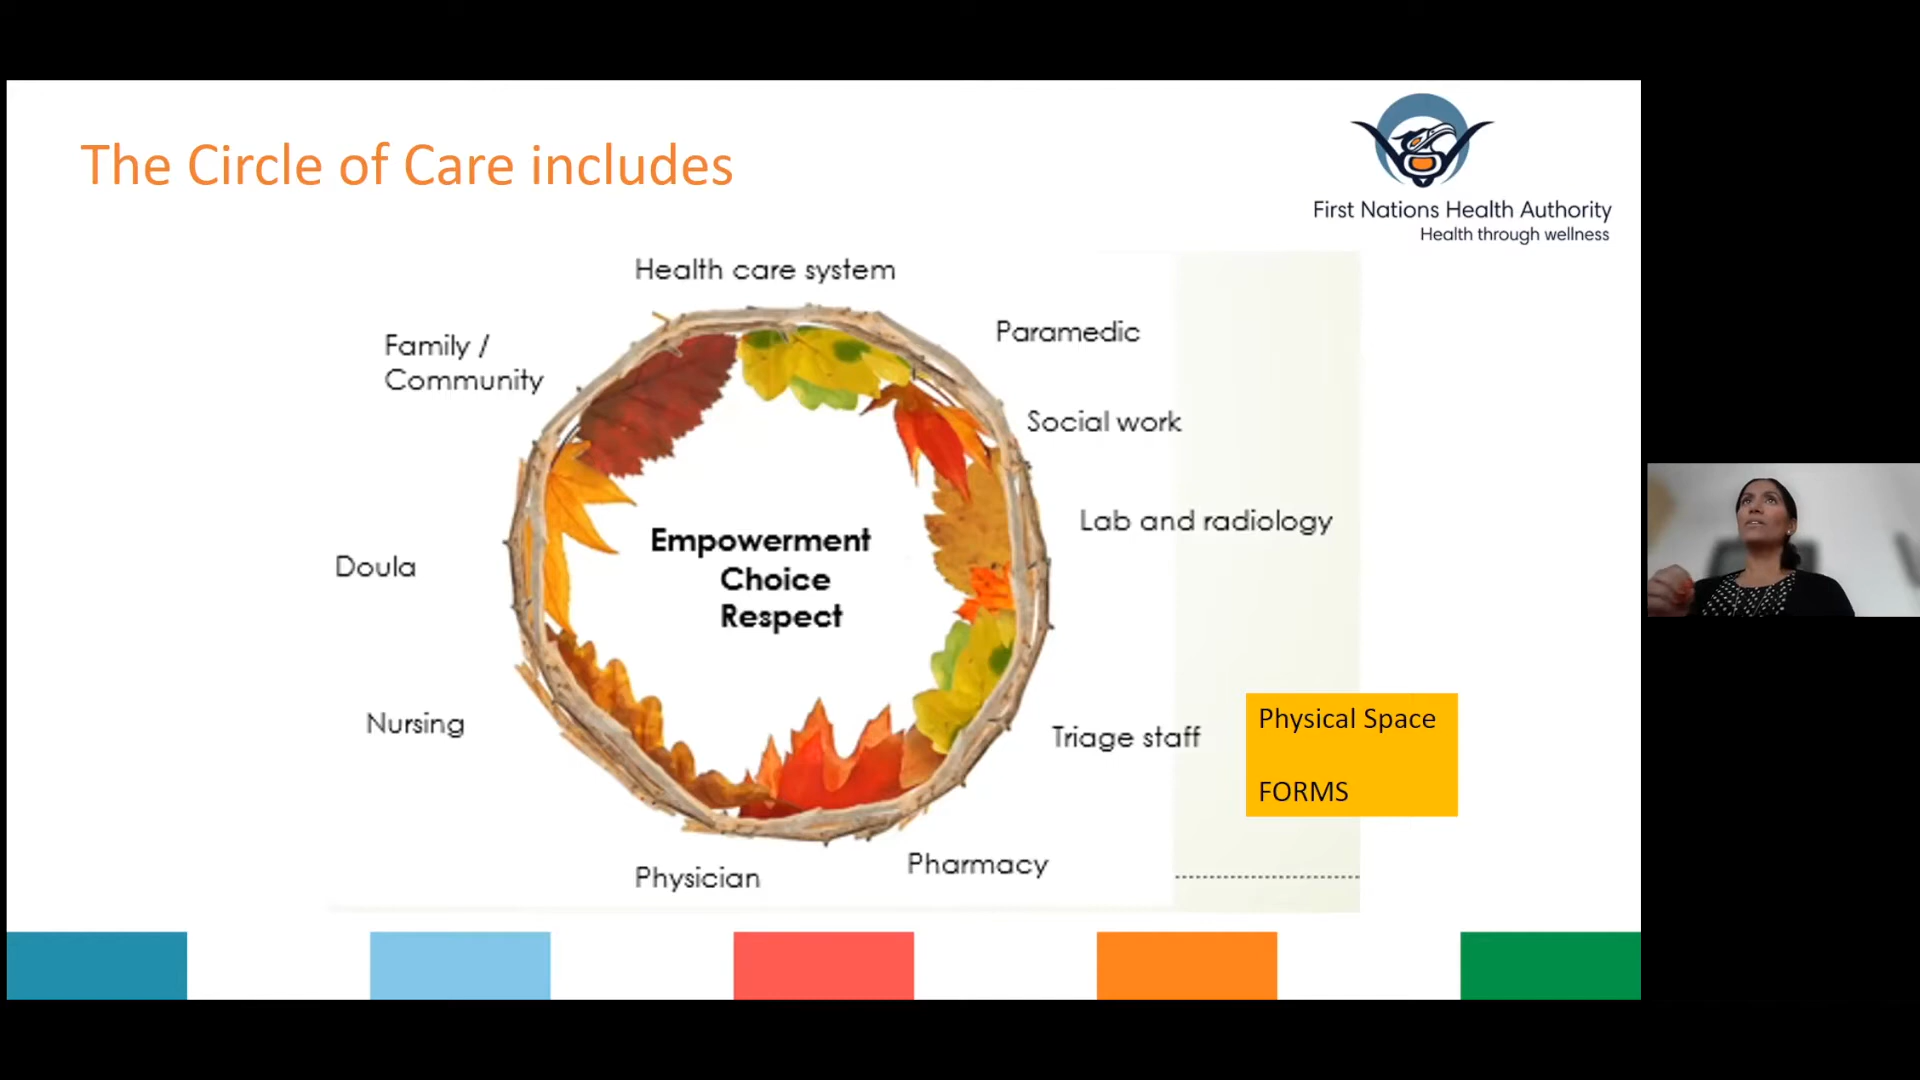 The Circle of Care includes
First Nations Health Authority
Health through wellness
Health care system
Paramedic
Family /
Community
Social work
Lab and radiology
Empowerment
Choice
Respect
Doula
Nursing
Triage staff
Physical Space
FORMS
Physician
Pharmacy